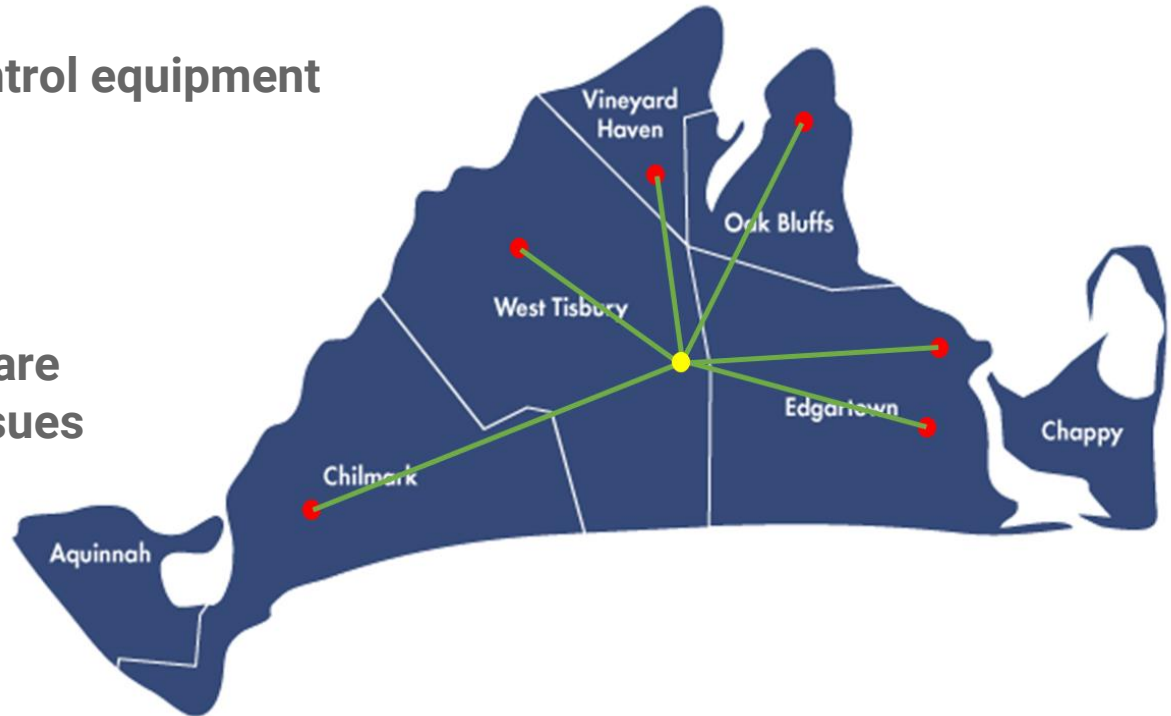 ntrol equipment
are
sues
Vineyard
Haven
Oak Bluffs
West Tisbury
Edgartown
Chappy
Chilmark
Aquinnah